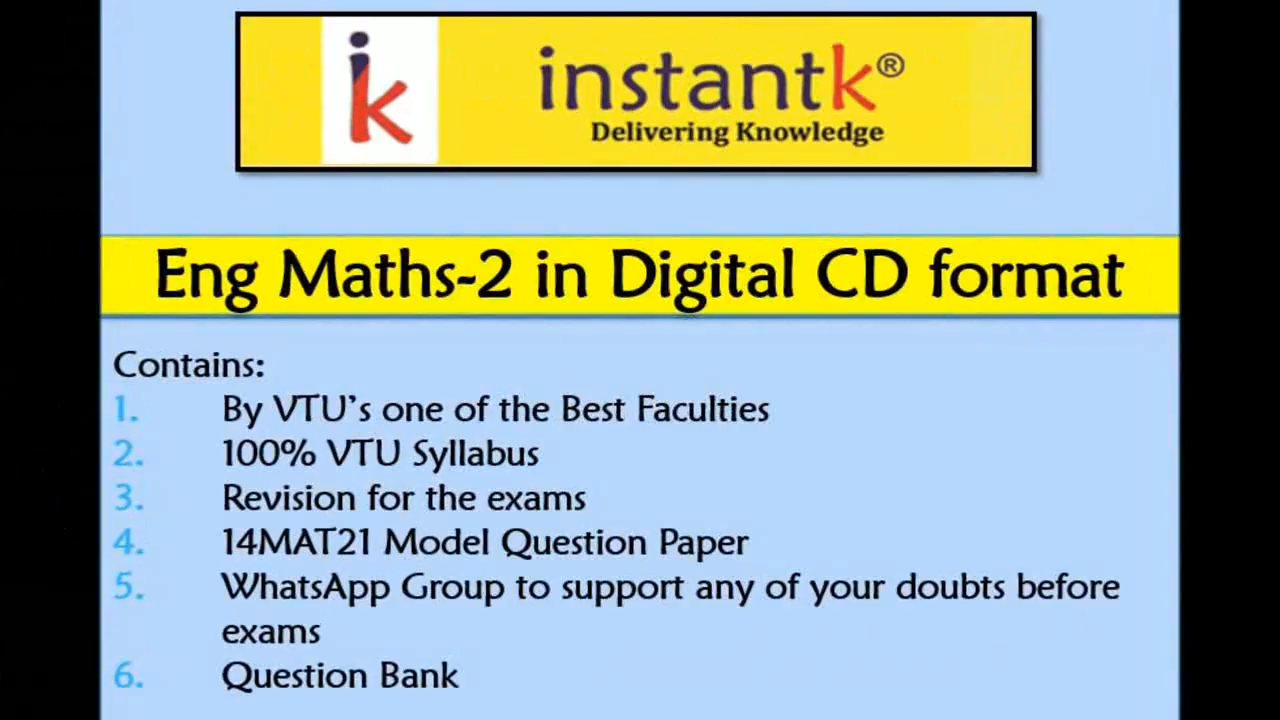 ik
instantk®
Delivering Knowledge
Eng Maths-2 in Digital CD format
Contains:
1. By VTU's one of the Best Faculties
2. 100% VTU Syllabus
3. Revision for the exams
4. 14MAT21 Model Question Paper
5. WhatsApp Group to support any of your doubts before
exams
6. Question Bank